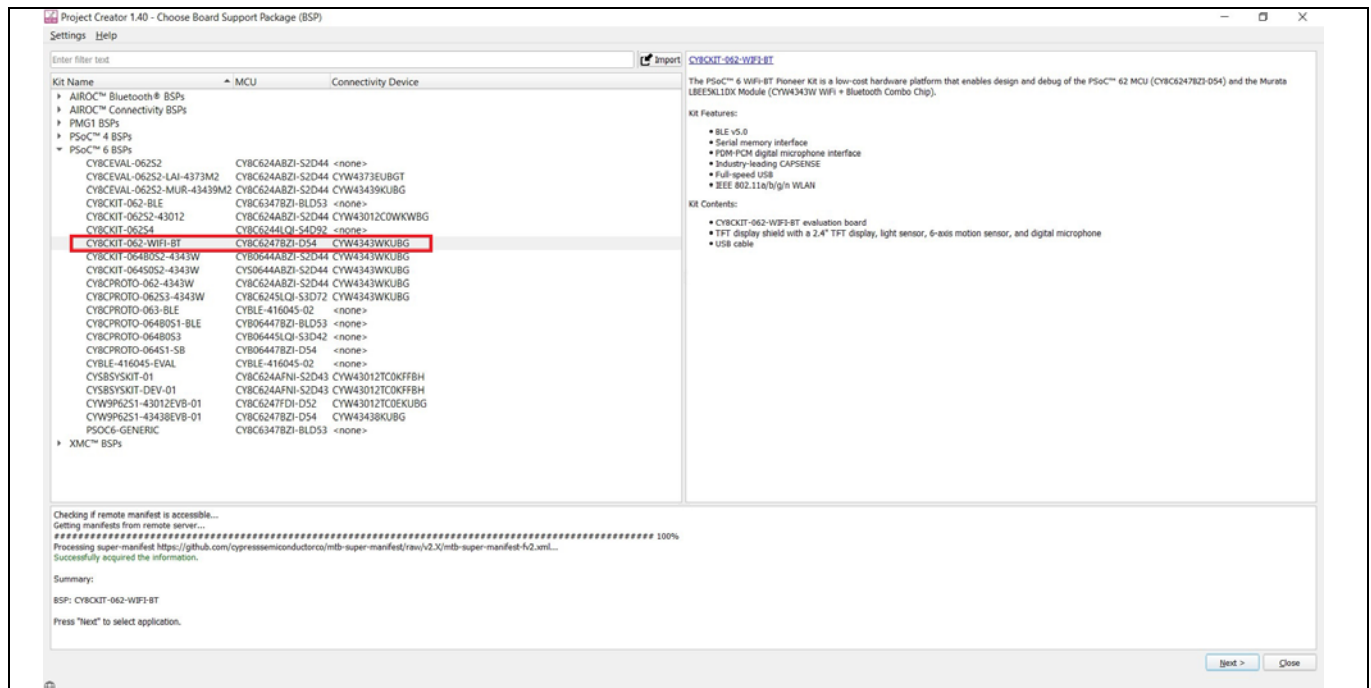 Project Creator 1.40 - Choose Board Support Package (BSP)
Settings Help
Enter filter text
Import
Kit Name MCU Connectivity Device
AIROC™ Bluetooth® BSPs
AIROC™ Connectivity BSPs
PMG1 BSPs
PSoC™ 4 BSPs
PSoC™ 6 BSPs
CY8CEVAL-062S2 CY8C624ABZI-S2D44 <none>
CY8CEVAL-062S2-LAI-4373M2 CY8C624ABZI-S2D44 CYW4373EUBGT
CY8CEVAL-062S2-MUR-43439M2 CY8C624ABZI-S2D44 CYW43439KUBG
CY8CKIT-062-BLE CY8C6347BZI-BLD53 <none>
CY8CKIT-062S2-43012 CY8C624ABZI-S2D44 CYW43012C0WKWBG
CY8CKIT-062S4 CY8C6244LQI-S4D92 <none>
CY8CKIT-062-WIFI-BT CY8C6247BZI-D54 CYW4343WKUBG
CY8CKIT-064B0S2-4343W CYB0644ABZI-S2D44 CYW4343WKUBG
CY8CKIT-064S0S2-4343W CYS0644ABZI-S2D44 CYW4343WKUBG
CY8CPROTO-062-4343W CY8C624ABZI-S2D44 CYW4343WKUBG
CY8CPROTO-062S3-4343W CY8C6245LQI-S3D72 CYW4343WKUBG
CY8CPROTO-063-BLE CYBLE-416045-02 <none>
CY8CPROTO-064B0S1-BLE CYB06447BZI-BLD53 <none>
CY8CPROTO-064B0S3 CYB06445LQI-S3D42 <none>
CY8CPROTO-064S1-SB CYB06447BZI-D54 <none>
CYBLE-416045-EVAL CYBLE-416045-02 <none>
CYSBSYSKIT-01 CY8C624AFNI-S2D43 CYW43012TC0KFFBH
CYSBSYSKIT-DEV-01 CY8C624AFNI-S2D43 CYW43012TC0KFFBH
CYW9P62S1-43012EVB-01 CY8C6247FDI-D52 CYW43012TC0EKUBG
CYW9P62S1-43438EVB-01 CY8C6247BZI-D54 CYW43438KUBG
PSOC6-GENERIC CY8C6347BZI-BLD53 <none>
XMC™ BSPs
CY8CKIT-062-WIFI-BT
The PSoC™ 6 WiFi-BT Pioneer Kit is a low-cost hardware platform that enables design and debug of the PSoC™ 62 MCU (CY8C6247BZI-D54) and the Murata
LBEE5KL1DX Module (CYW4343W WiFi + Bluetooth Combo Chip).
Kit Features:
• BLE v5.0
• Serial memory interface
• PDM-PCM digital microphone interface
• Industry-leading CAPSENSE
• Full-speed USB
• IEEE 802.11a/b/g/n WLAN
Kit Contents:
• CY8CKIT-062-WIFI-BT evaluation board
• TFT display shield with a 2.4" TFT display, light sensor, 6-axis motion sensor, and digital microphone
• USB cable
Checking if remote manifest is accessible...
Getting manifests from remote server...
################################################################################################ 100%
Processing super-manifest https://github.com/cypresssemiconductorco/mtb-super-manifest/raw/v2.X/mtb-super-manifest-fv2.xml...
Successfully acquired the information.
Summary:
BSP: CY8CKIT-062-WIFI-BT
Press "Next" to select application.
Next > Close